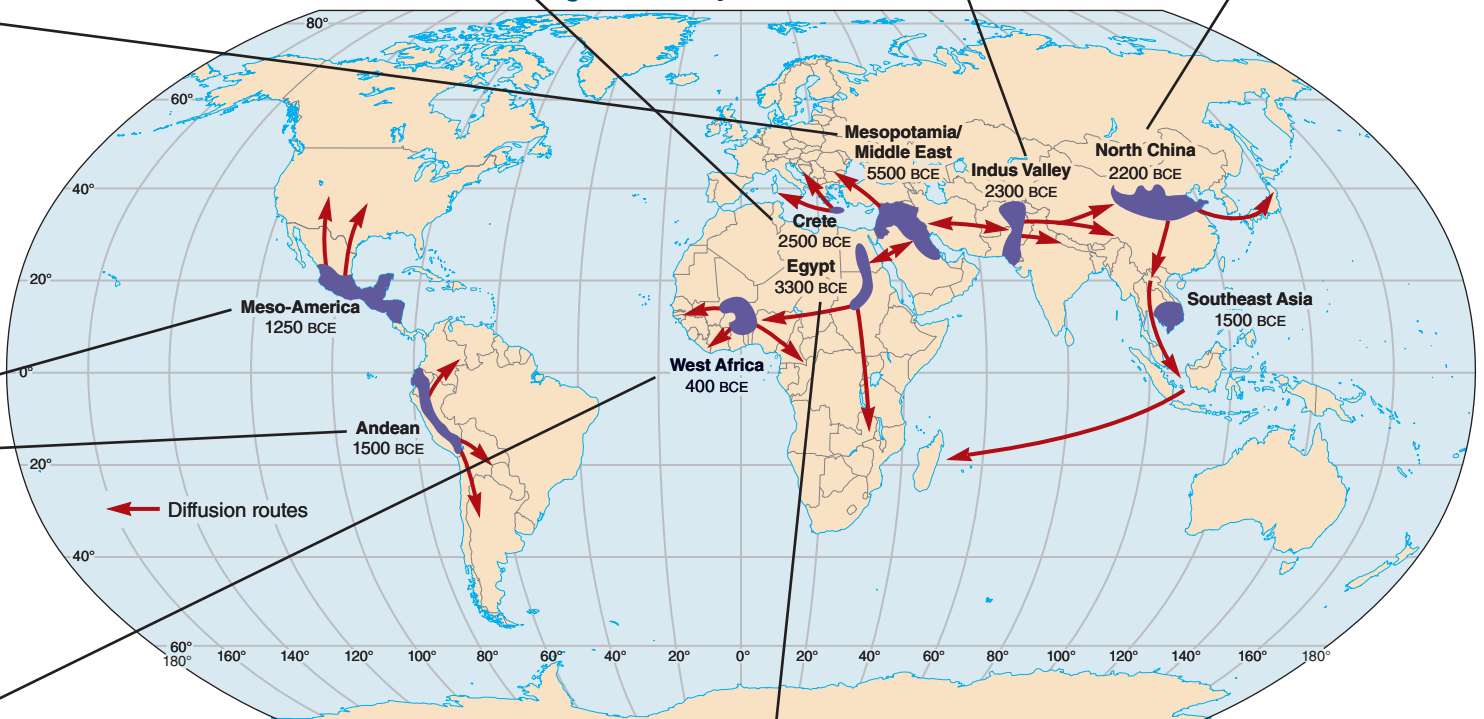 80°
60°
40°
20°
0°
20°
40°
60°
Mesopotamia/
Middle East
5500 BCE
Indus Valley
2300 BCE
North China
2200 BCE
Crete
2500 BCE
Egypt
3300 BCE
Southeast Asia
1500 BCE
Meso-America
1250 BCE
West Africa
400 BCE
Andean
1500 BCE
Diffusion routes
180° 160° 140° 120° 100° 80° 60° 40° 20° 0° 20° 40° 60° 80° 100° 120° 140° 160° 180°